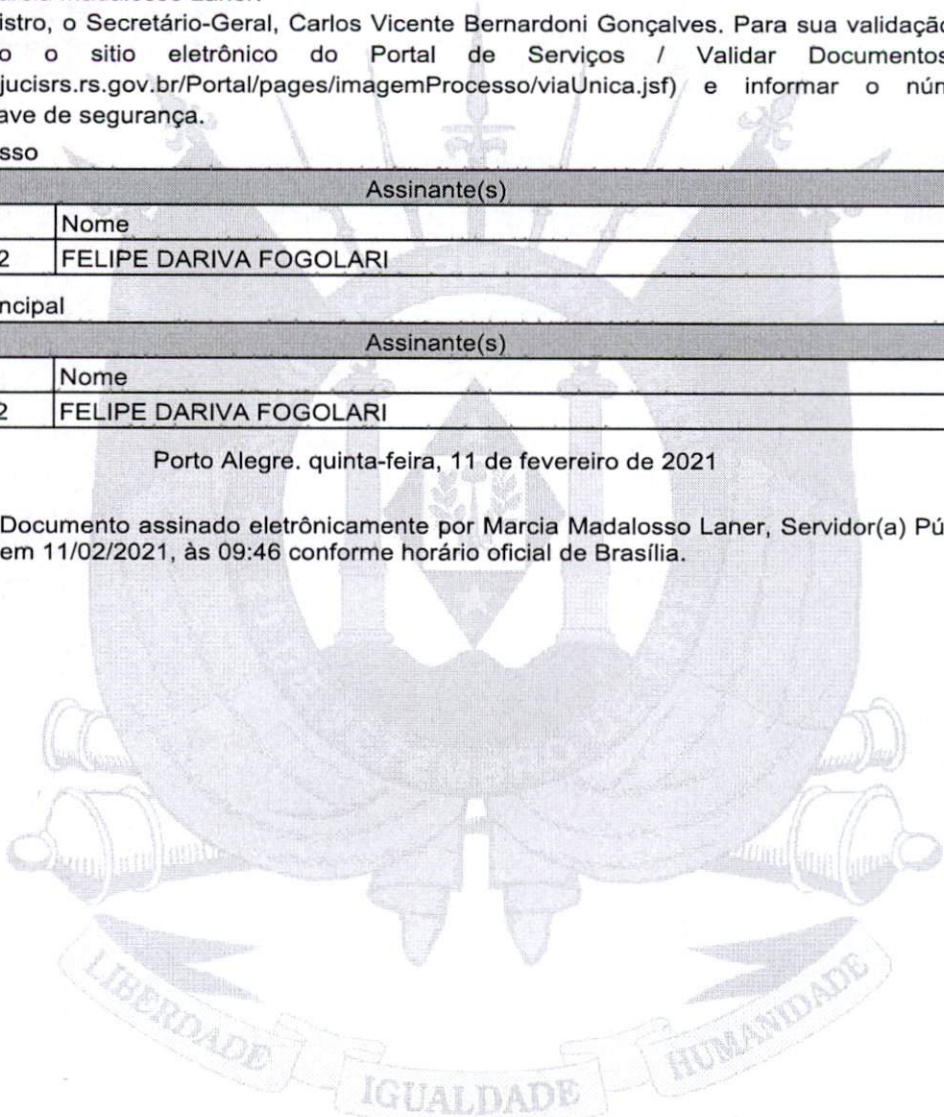 istro, o Secretário-Geral, Carlos Vicente Bernardoni Gonçalves. Para sua validação
o o sitio eletrônico do Portal de Serviços / Validar Documentos
jucisrs.rs.gov.br/Portal/pages/imagemProcesso/viaUnica.jsf) e informar o nún
ave de segurança.
sso
Assinante(s)
Nome
2 FELIPE DARIVA FOGOLARI
ncipal
Assinante(s)
Nome
2 FELIPE DARIVA FOGOLARI
Porto Alegre. quinta-feira, 11 de fevereiro de 2021
Documento assinado eletrônicamente por Marcia Madalosso Laner, Servidor(a) Pú
em 11/02/2021, às 09:46 conforme horário oficial de Brasília.
LIBERDADE
IGUALDADE
HUMANIDADE